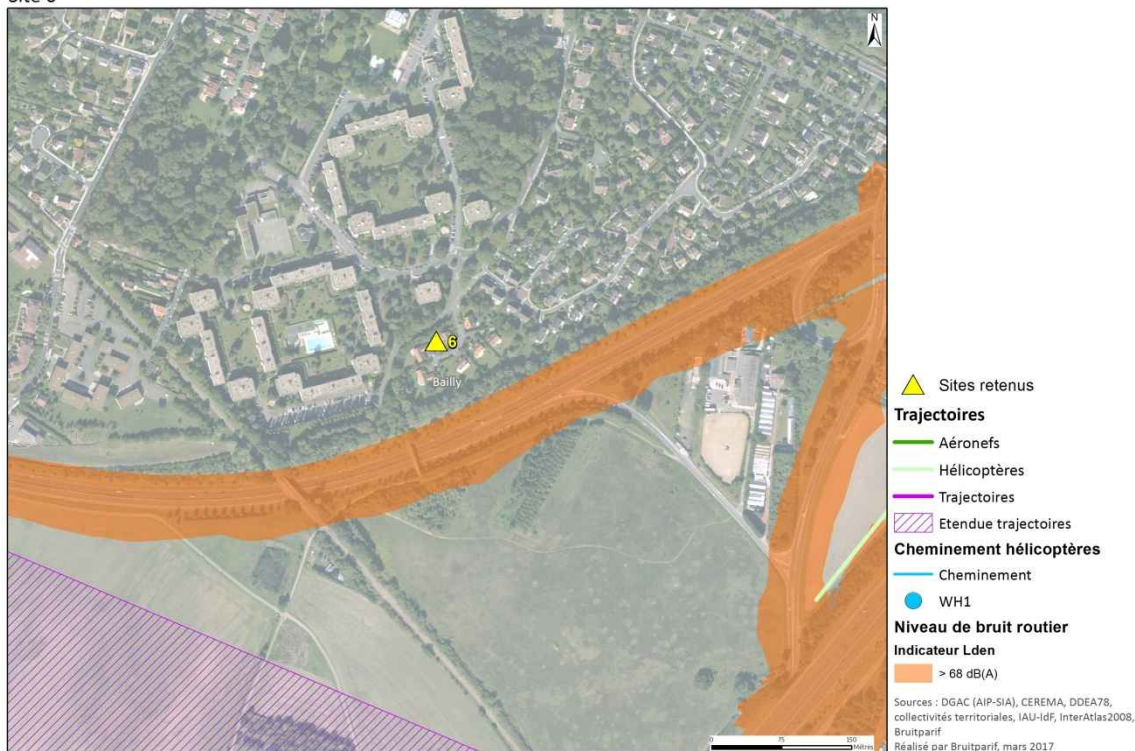 Site 6
N
6
Bailly
Sites retenus
Trajectoires
Aéronefs
Hélicoptères
Trajectoires
Etendue trajectoires
Cheminement hélicoptères
Cheminement
WH1
Niveau de bruit routier
Indicateur Lden
> 68 dB(A)
Sources : DGAC (AIP-SIA), CEREMA, DDEA78,
collectivités territoriales, IAU-IdF, InterAtlas2008,
Bruitparif
Réalisé par Bruitparif, mars 2017
0 75 150
Mètres